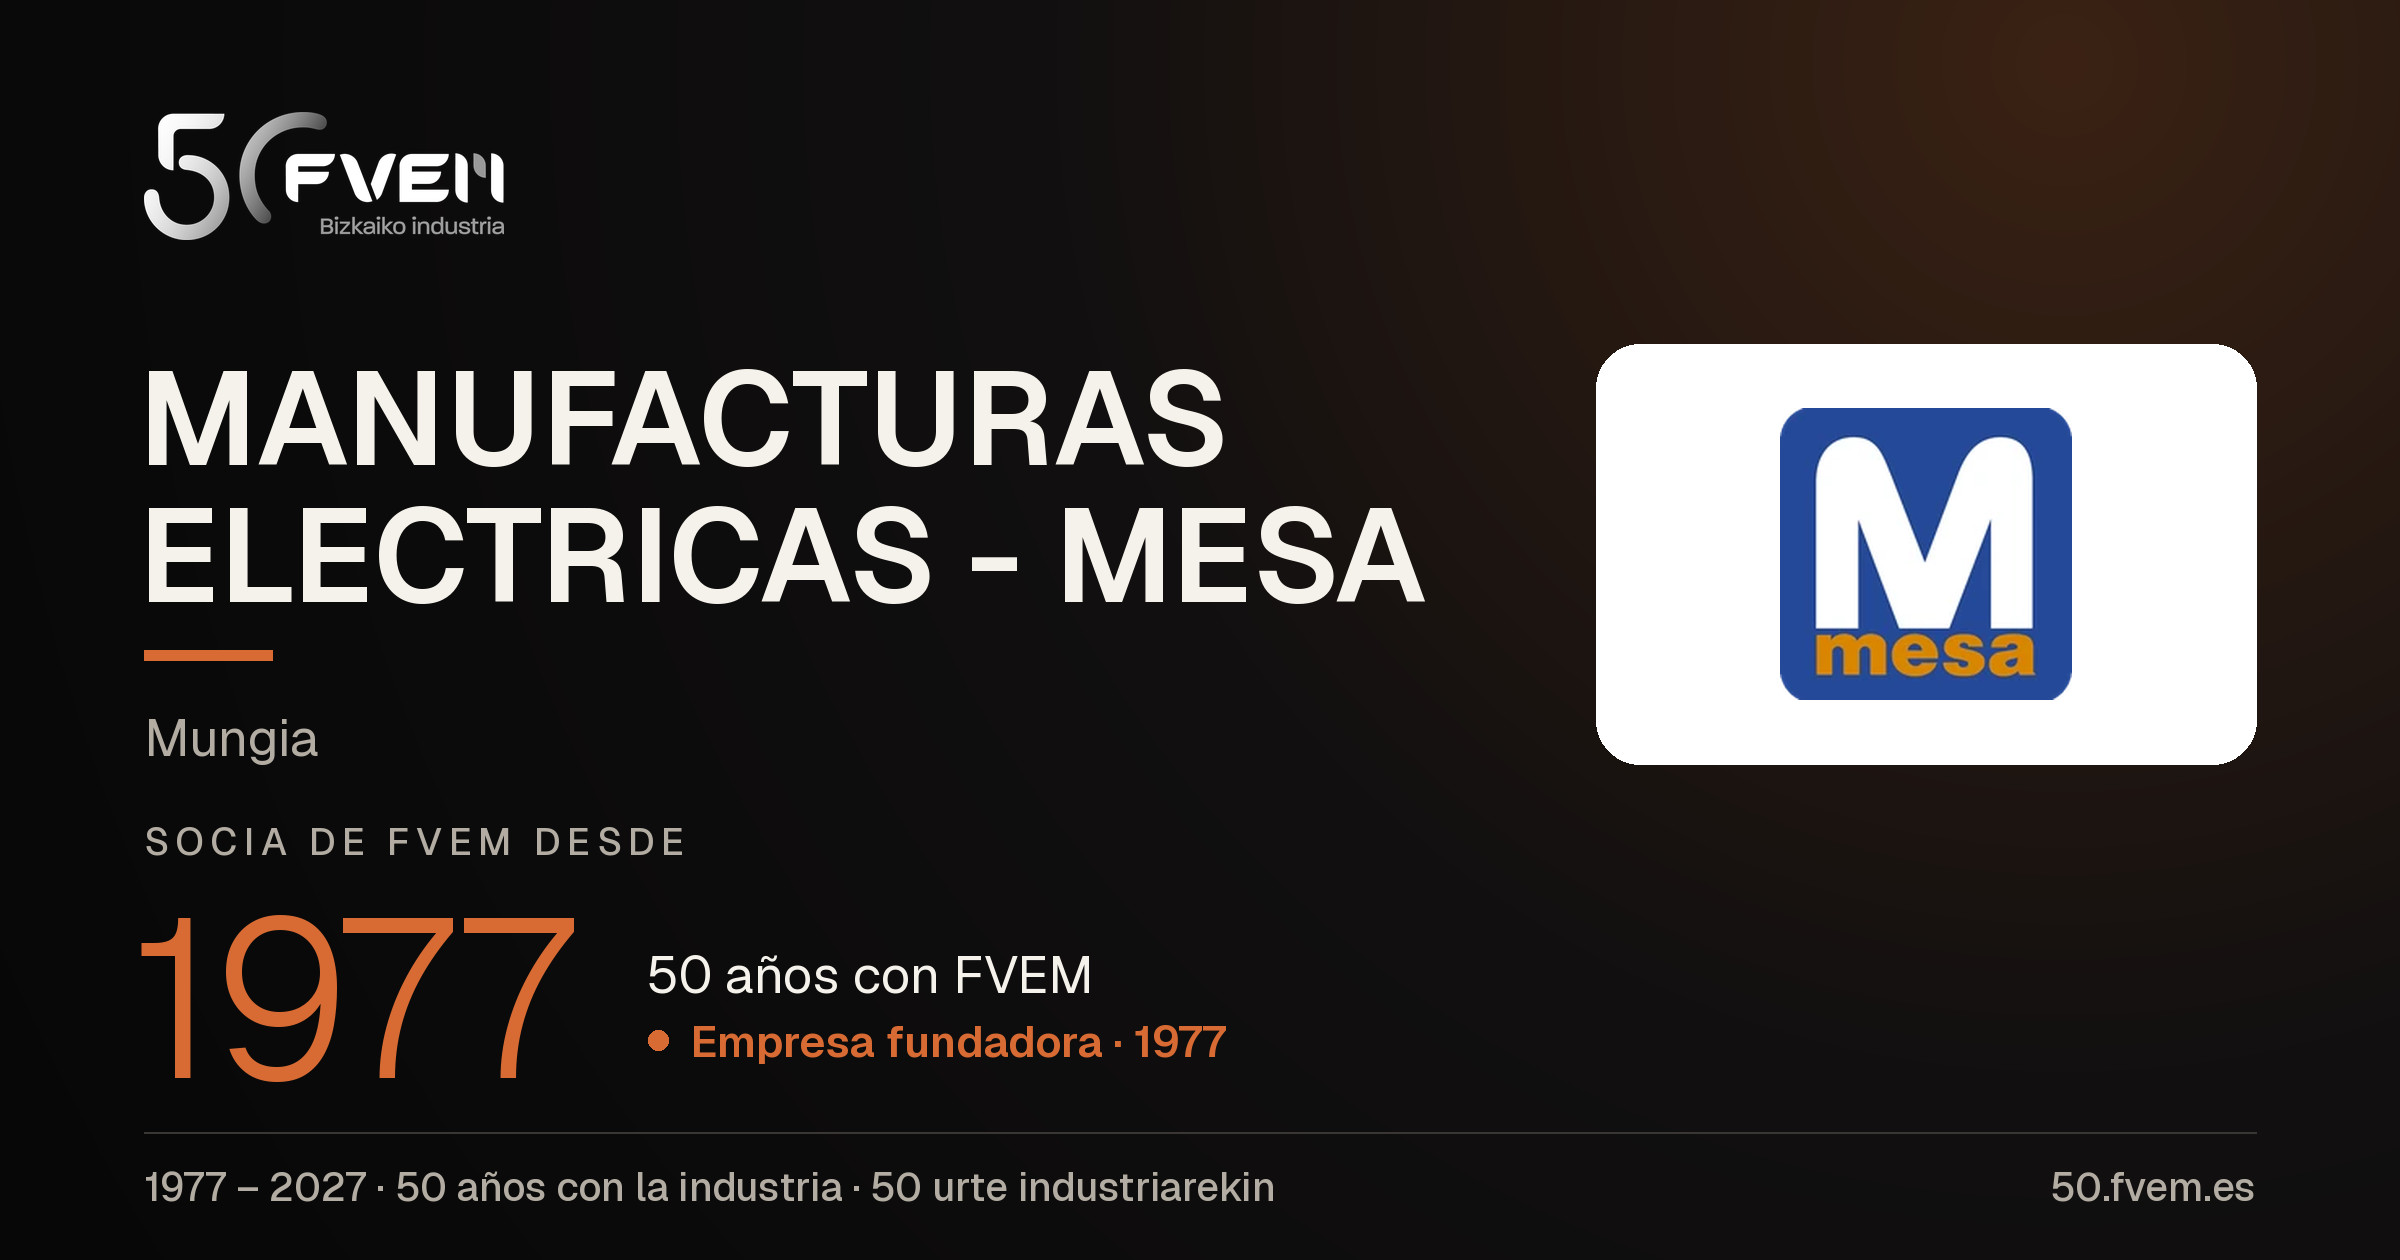 50 FVEM
Bizkaiko industria
MANUFACTURAS
ELECTRICAS - MESA
M
mesa
Mungia
SOCIA DE FVEM DESDE
1977
50 años con FVEM
Empresa fundadora · 1977
1977 – 2027 · 50 años con la industria · 50 urte industriarekin
50.fvem.es